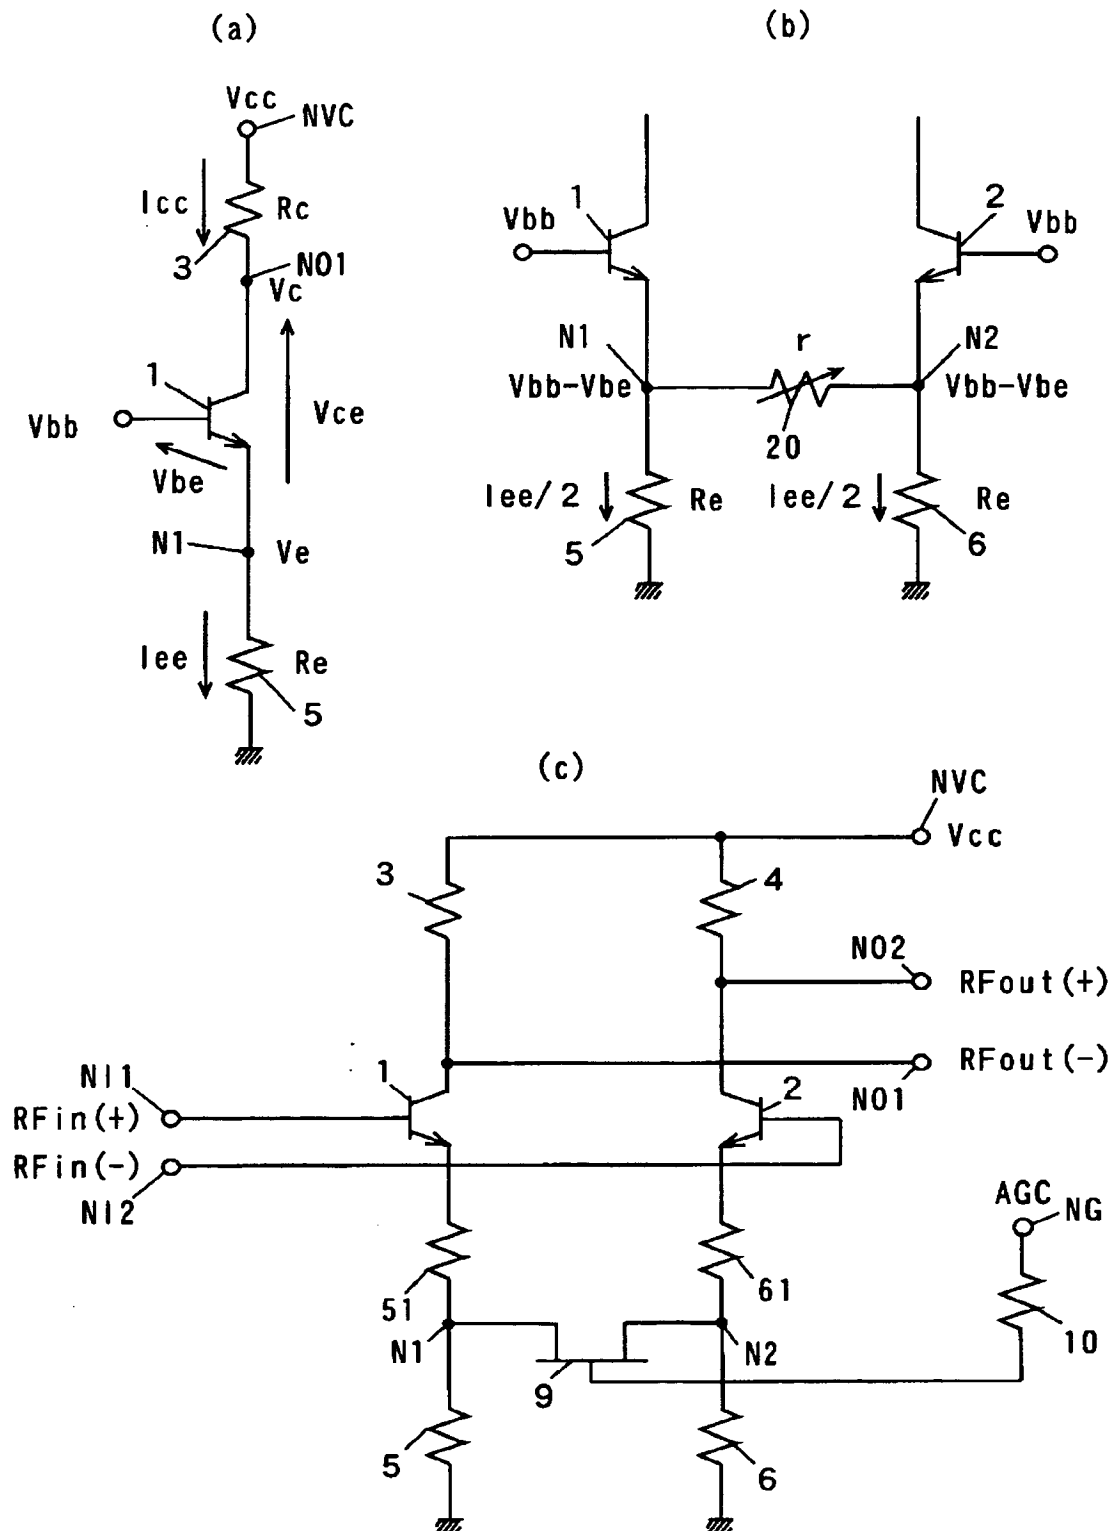 (a)
Vcc
NVC
Icc
Rc
3
NO1
Vc
1
Vce
Vbb
Vbe
N1
Ve
Iee
Re
5
(b)
1
Vbb
2
Vbb
N1
r
N2
Vbb-Vbe
Vbb-Vbe
20
Iee/2
Re
Iee/2
Re
5
6
(c)
NVC
Vcc
3
4
NO2
RFout(+)
RFout(-)
NO1
NI1
1
2
RFin(+)
RFin(-)
NI2
AGC
NG
51
61
N1
N2
10
9
5
6